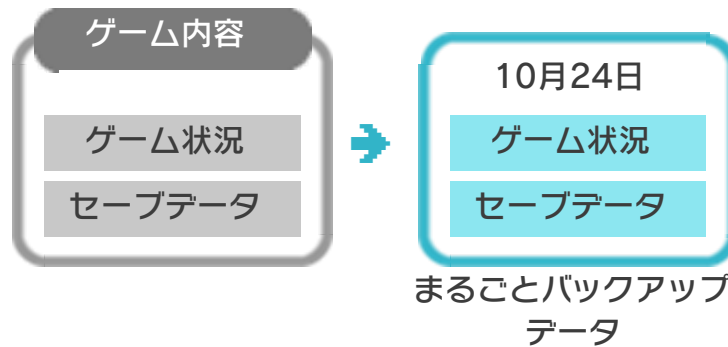 ゲーム内容
ゲーム状況
セーブデータ
10月24日
ゲーム状況
セーブデータ
まるごとバックアップ
データ